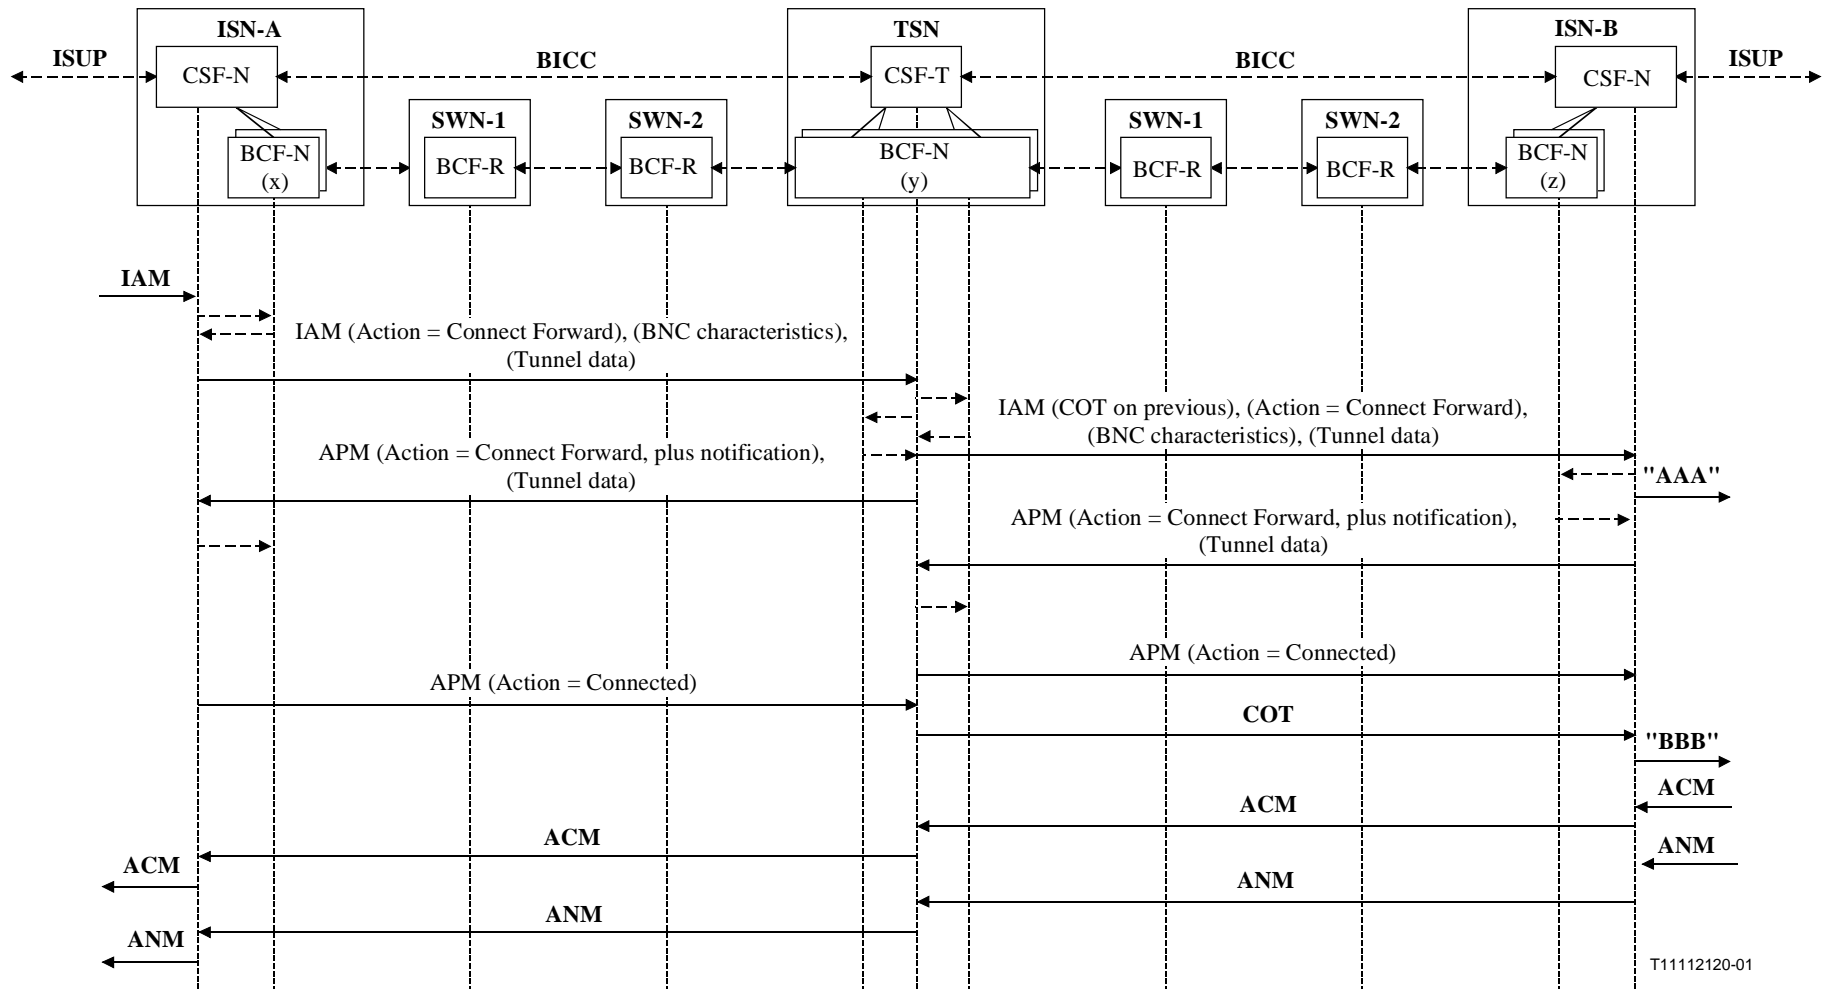 ISN-A
TSN
ISN-B
ISUP
CSF-N
BICC
CSF-T
BICC
CSF-N
ISUP
SWN-1
SWN-2
SWN-1
SWN-2
BCF-N
(x)
BCF-R
BCF-R
BCF-N
(y)
BCF-R
BCF-R
BCF-N
(z)
IAM
IAM (Action = Connect Forward), (BNC characteristics),
(Tunnel data)
IAM (COT on previous), (Action = Connect Forward),
(BNC characteristics), (Tunnel data)
APM (Action = Connect Forward, plus notification),
(Tunnel data)
"AAA"
APM (Action = Connect Forward, plus notification),
(Tunnel data)
APM (Action = Connected)
APM (Action = Connected)
COT
"BBB"
ACM
ACM
ACM
ANM
ACM
ANM
ANM
ANM
T11112120-01